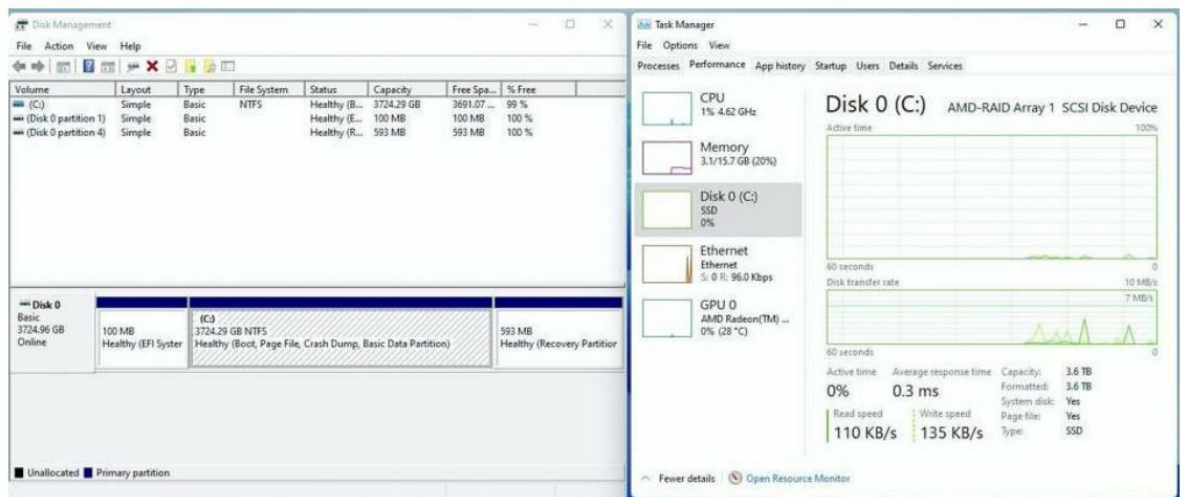 Disk Management
File Action View Help
Volume Layout Type File System Status Capacity Free Spa... % Free
(C:) Simple Basic NTFS Healthy (B... 3724.29 GB 3691.07 ... 99 %
(Disk 0 partition 1) Simple Basic Healthy (E... 100 MB 100 MB 100 %
(Disk 0 partition 4) Simple Basic Healthy (R... 593 MB 593 MB 100 %
Disk 0
Basic
3724.96 GB
Online
100 MB
Healthy (EFI Syster
(C:)
3724.29 GB NTFS
Healthy (Boot, Page File, Crash Dump, Basic Data Partition)
593 MB
Healthy (Recovery Partitior
Unallocated Primary partition
Task Manager
File Options View
Processes Performance App history Startup Users Details Services
CPU
1% 4.62 GHz
Memory
3.1/15.7 GB (20%)
Disk 0 (C:)
SSD
0%
Ethernet
Ethernet
S: 0 R: 96.0 Kbps
GPU 0
AMD Radeon(TM) ...
0% (28 °C)
Disk 0 (C:) AMD-RAID Array 1 SCSI Disk Device
Active time 100%
60 seconds 0
Disk transfer rate 10 MB/s
7 MB/s
60 seconds 0
Active time Average response time
0% 0.3 ms
Read speed Write speed
110 KB/s 135 KB/s
Capacity: 3.6 TB
Formatted: 3.6 TB
System disk: Yes
Page file: Yes
Type: SSD
Fewer details Open Resource Monitor